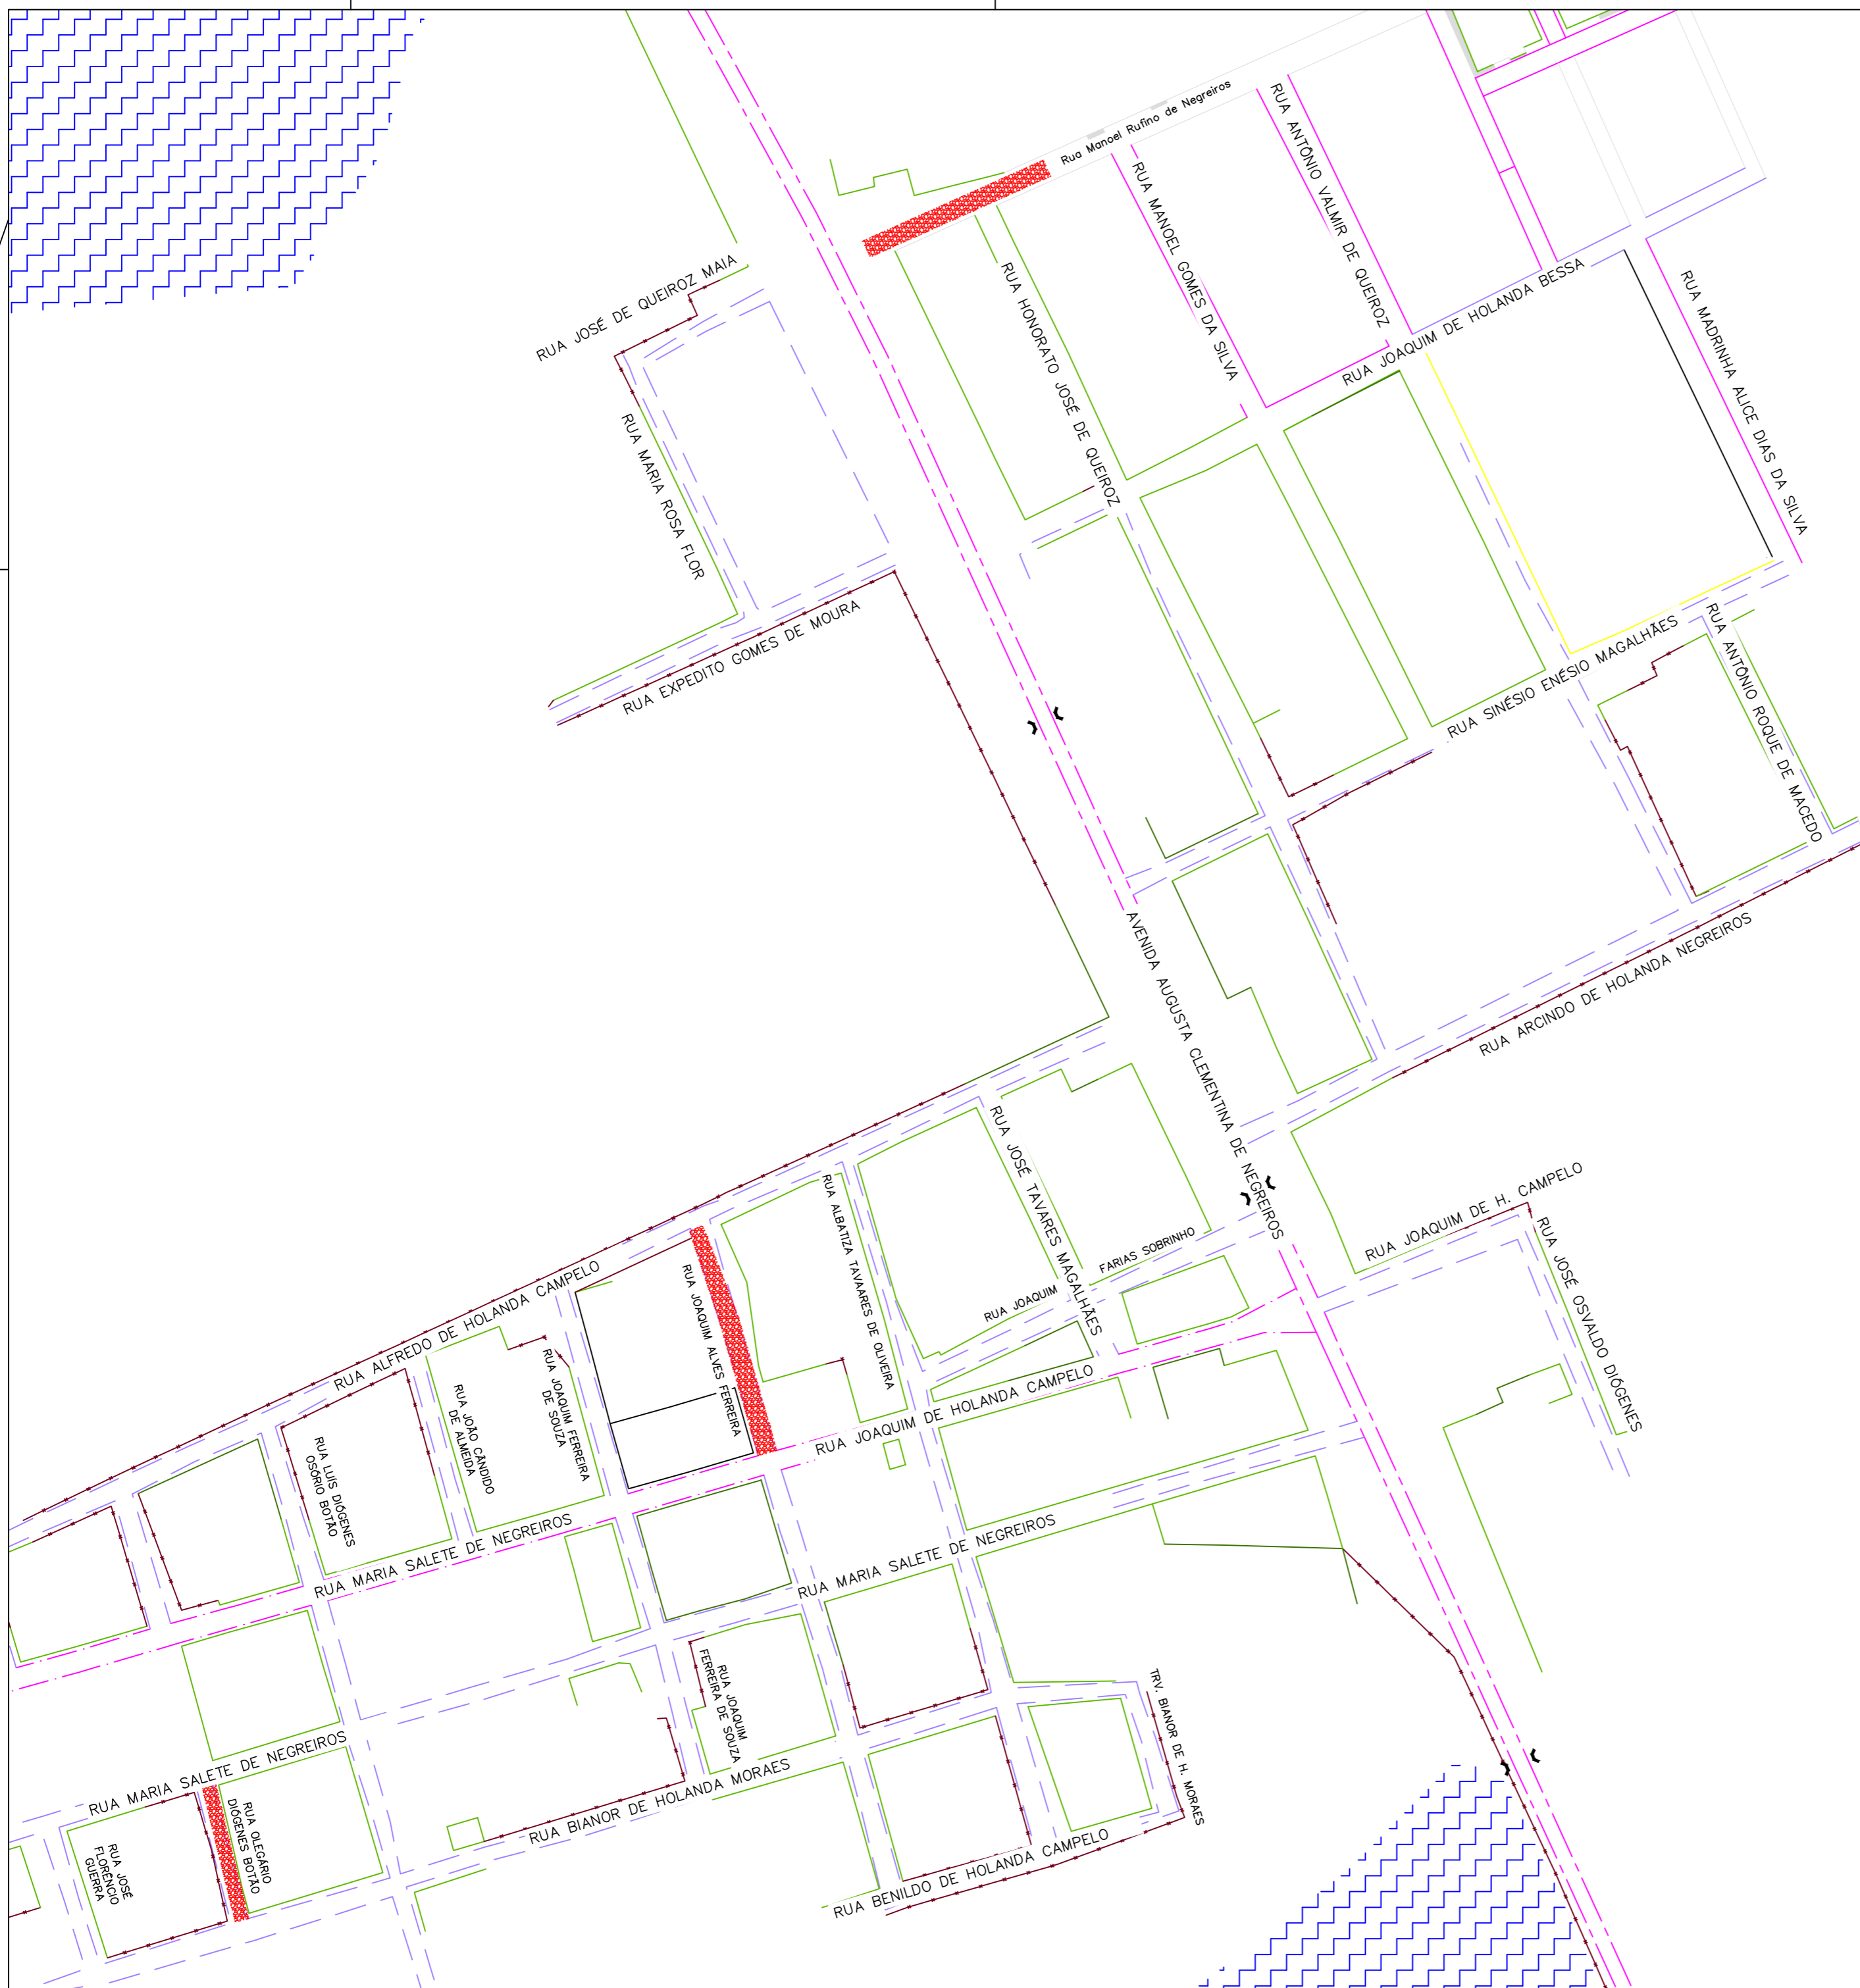 Rua Manoel Rufino de Negreiros
RUA ANTÔNIO VALMIR DE QUEIROZ
RUA MANOEL GOMES DA SILVA
RUA HONORATO JOSÉ DE QUEIROZ
RUA JOSÉ DE QUEIROZ MAIA
RUA JOAQUIM DE HOLANDA BESSA
RUA MADRINHA ALICE DIAS DA SILVA
RUA MARIA ROSA FLOR
RUA EXPEDITO GOMES DE MOURA
RUA SINÉSIO ENÉSIO MAGALHÃES
RUA ANTÔNIO ROQUE DE MACEDO
AVENIDA AUGUSTA CLEMENTINA DE NEGREIROS
RUA ARCINDO DE HOLANDA NEGREIROS
RUA JOSÉ TAVARES MAGALHÃES
RUA ALBATIZA TAVAARES DE OLIVEIRA
RUA JOAQUIM
FARIAS SOBRINHO
RUA JOAQUIM DE H. CAMPELO
RUA JOSÉ OSVALDO DIÓGENES
RUA ALFREDO DE HOLANDA CAMPELO
RUA JOAQUIM ALVES FERREIRA
RUA JOAQUIM FERREIRA
DE SOUZA
RUA JOÃO CÂNDIDO
DE ALMEIDA
RUA LUÍS DIÓGENES
OSÓRIO BOTÃO
RUA JOAQUIM DE HOLANDA CAMPELO
RUA MARIA SALETE DE NEGREIROS
RUA MARIA SALETE DE NEGREIROS
RUA JOAQUIM
FERREIRA DE SOUZA
TRV. BIANOR DE H. MORAES
RUA MARIA SALETE DE NEGREIROS
RUA BIANOR DE HOLANDA MORAES
RUA OLEGÁRIO
DIÓGENES BOTÃO
RUA JOSÉ
FLORÊNCIO
GUERRA
RUA BENILDO DE HOLANDA CAMPELO